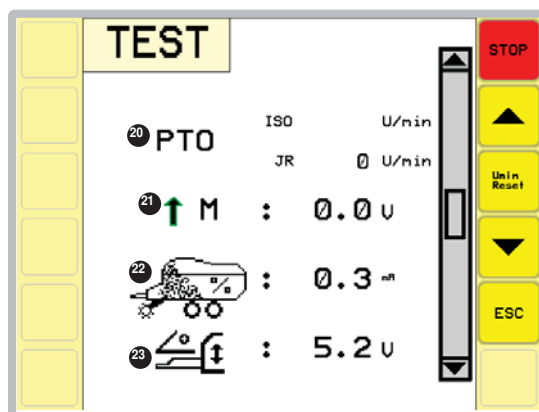 TEST
STOP
20 PTO
ISO U/min
JR 0 U/min
Umin
Reset
21 M : 0.0 V
22 % : 0.3 mA
23 : 5.2 V
ESC